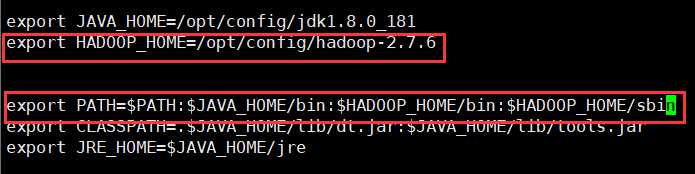 export JAVA_HOME=/opt/config/jdk1.8.0_181
export HADOOP_HOME=/opt/config/hadoop-2.7.6
export PATH=$PATH:$JAVA_HOME/bin:$HADOOP_HOME/bin:$HADOOP_HOME/sbin
export CLASSPATH=.$JAVA_HOME/lib/dt.jar:$JAVA_HOME/lib/tools.jar
export JRE_HOME=$JAVA_HOME/jre